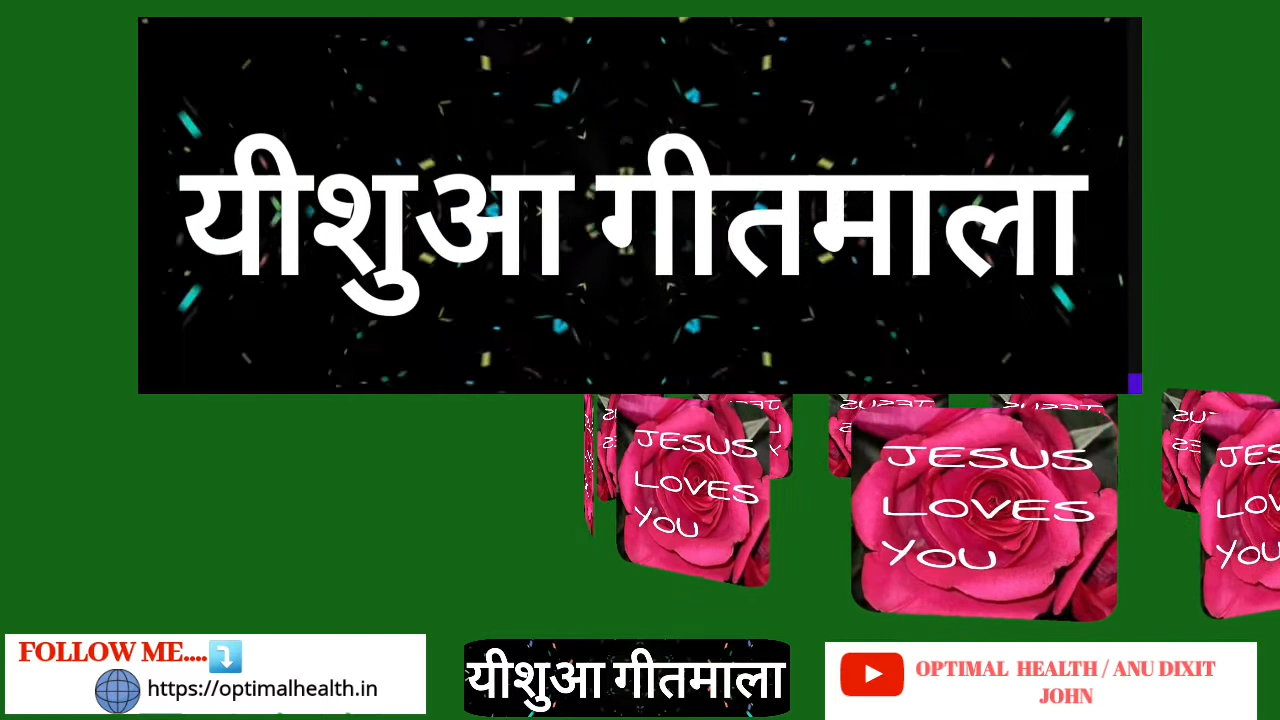 यीशुआ गीतमाला
JESUS
LOVES
YOU
JESUS
LOVES
YOU
FOLLOW ME....
https://optimalhealth.in
यीशुआ गीतमाला
OPTIMAL HEALTH / ANU DIXIT
JOHN